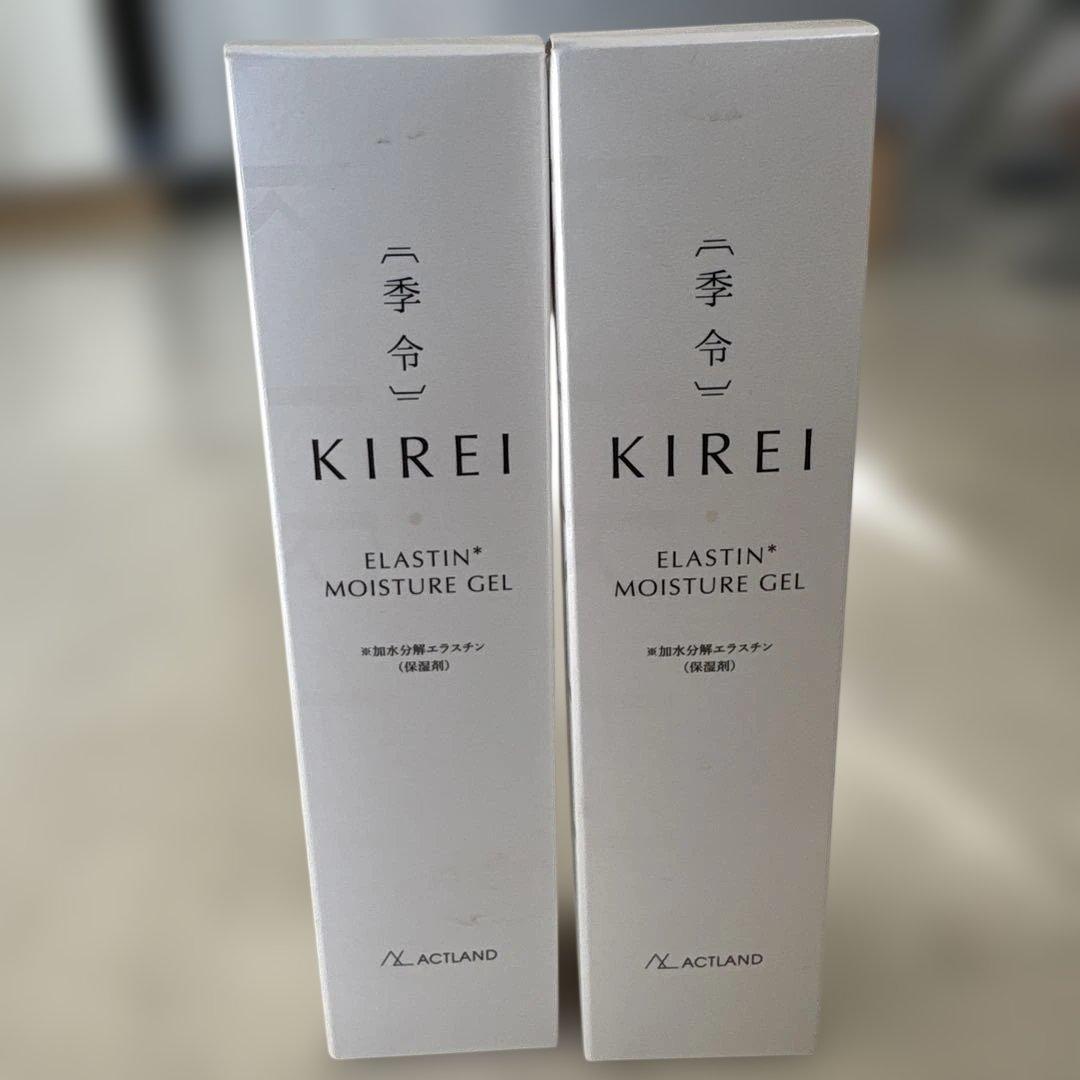 〔季令〕
KIREI
ELASTIN*
MOISTURE GEL
※加水分解エラスチン
(保湿剤)
ACTLAND
〔季令〕
KIREI
ELASTIN*
MOISTURE GEL
※加水分解エラスチン
(保湿剤)
ACTLAND